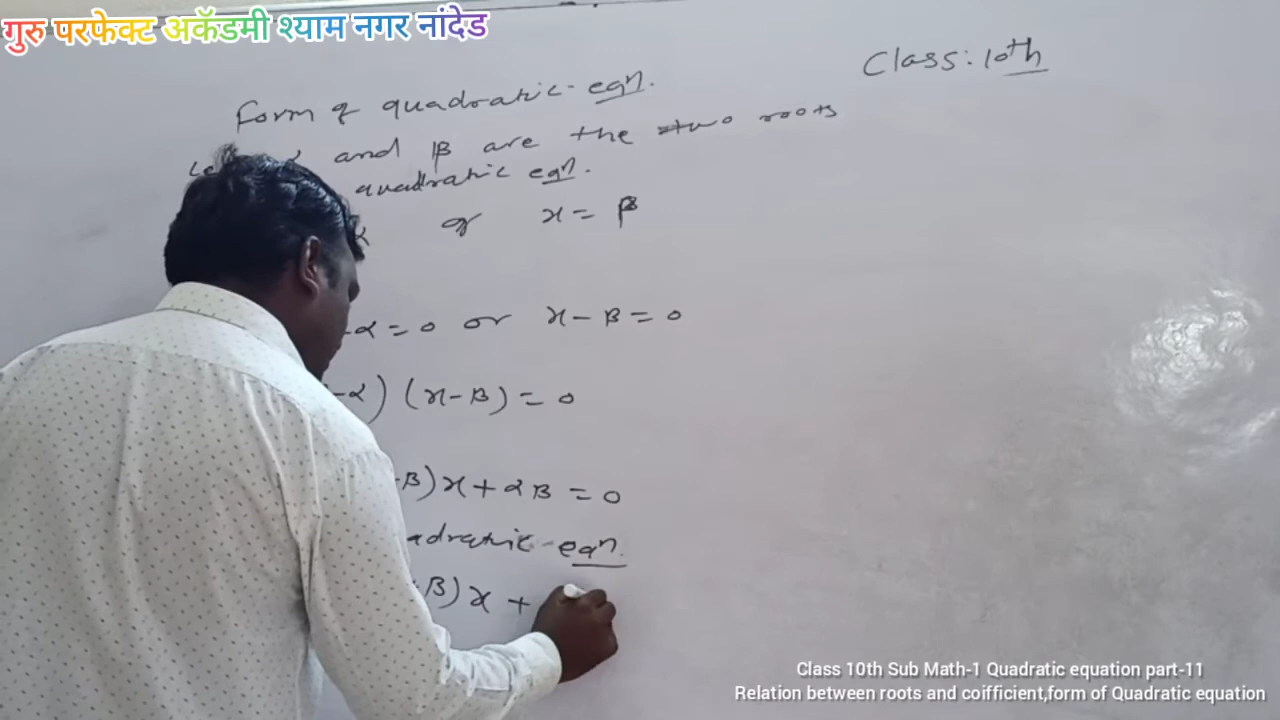 गुरु परफेक्ट अकॅडमी श्याम नगर नांदेड
Class: 10th
Form of quadratic eqn.
and β are the two roots
quadratic eqn.
or x = β
α = 0 or x - β = 0
α) (x - β) = 0
β)x + αβ = 0
eqn.
β)x +
Class 10th Sub Math-1 Quadratic equation part-11
Relation between roots and coifficient,form of Quadratic equation